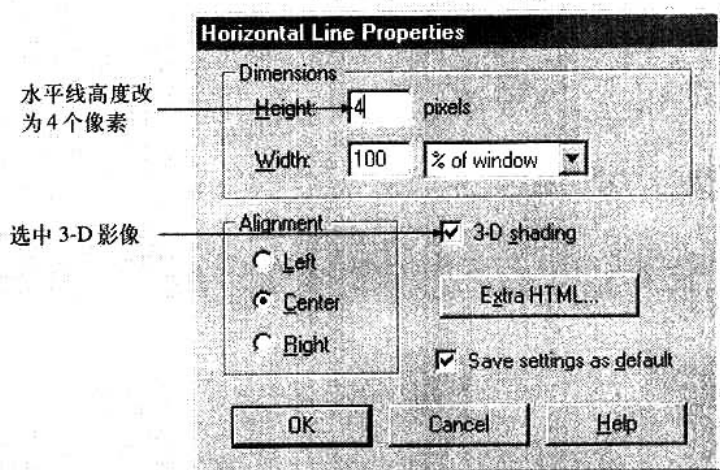 Horizontal Line Properties
Dimensions
水平线高度改
为4个像素
Height: 4 pixels
Width: 100 % of window
选中 3-D 影像
Alignment
3-D shading
Left
Center
Right
Extra HTML...
Save settings as default
OK Cancel Help